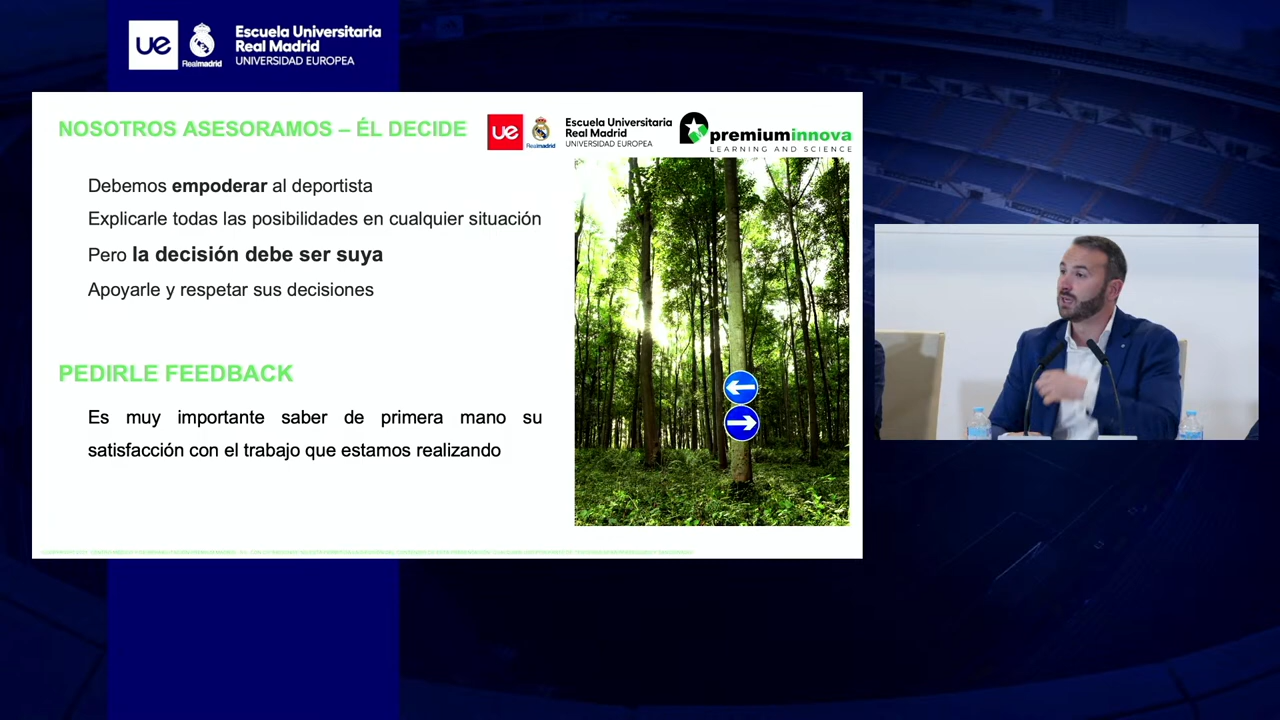 ue
Realmadrid
Escuela Universitaria
Real Madrid
UNIVERSIDAD EUROPEA
NOSOTROS ASESORAMOS – ÉL DECIDE
ue
Realmadrid
Escuela Universitaria
Real Madrid
UNIVERSIDAD EUROPEA
premiuminnova
LEARNING AND SCIENCE
Debemos empoderar al deportista
Explicarle todas las posibilidades en cualquier situación
Pero la decisión debe ser suya
Apoyarle y respetar sus decisiones
PEDIRLE FEEDBACK
Es muy importante saber de primera mano su
satisfacción con el trabajo que estamos realizando